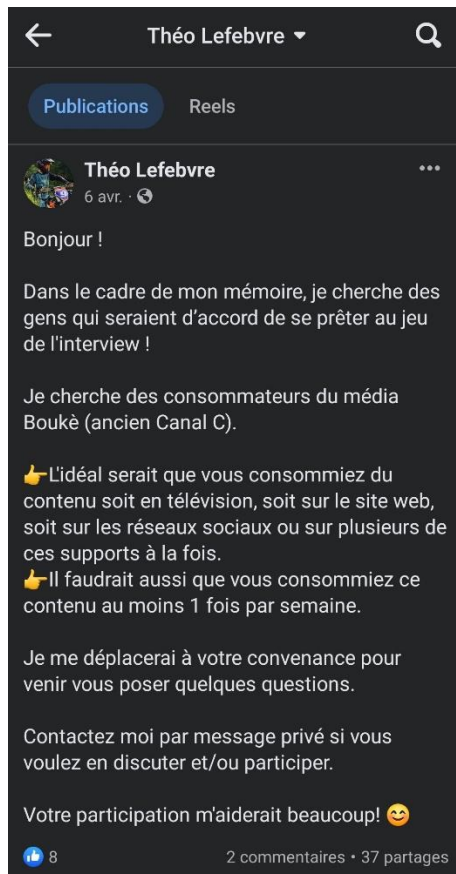 Théo Lefebvre
Publications Reels
Théo Lefebvre
6 avr.
Bonjour !
Dans le cadre de mon mémoire, je cherche des
gens qui seraient d’accord de se prêter au jeu
de l'interview !
Je cherche des consommateurs du média
Boukè (ancien Canal C).
👉L'idéal serait que vous consommiez du
contenu soit en télévision, soit sur le site web,
soit sur les réseaux sociaux ou sur plusieurs de
ces supports à la fois.
👉Il faudrait aussi que vous consommiez ce
contenu au moins 1 fois par semaine.
Je me déplacerai à votre convenance pour
venir vous poser quelques questions.
Contactez moi par message privé si vous
voulez en discuter et/ou participer.
Votre participation m'aiderait beaucoup! 😊
8 2 commentaires • 37 partages